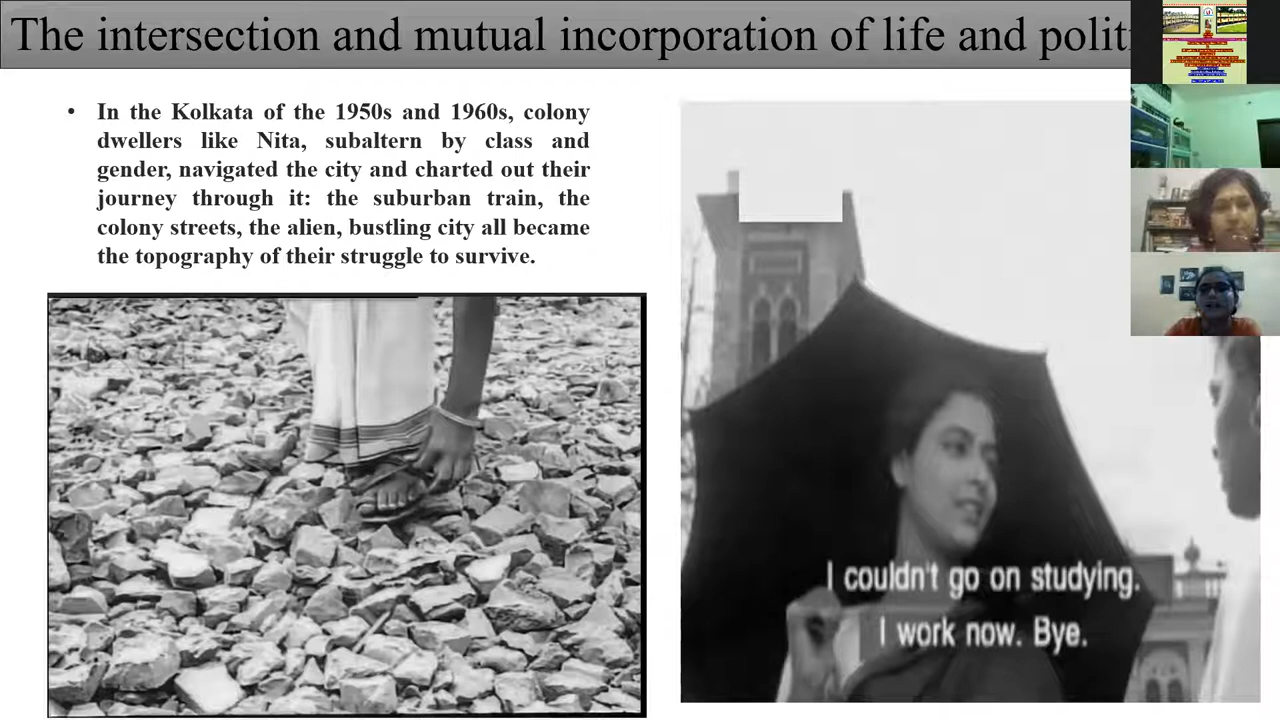 The intersection and mutual incorporation of life and polit
• In the Kolkata of the 1950s and 1960s, colony
dwellers like Nita, subaltern by class and
gender, navigated the city and charted out their
journey through it: the suburban train, the
colony streets, the alien, bustling city all became
the topography of their struggle to survive.
I couldn't go on studying.
I work now. Bye.